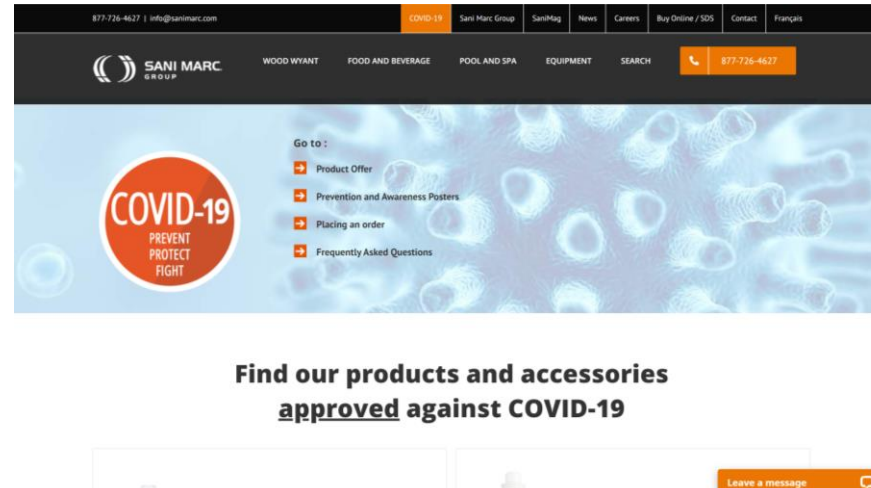 877-726-4627 | info@sanimarc.com
COVID-19 Sani Marc Group SaniMag News Careers Buy Online / SDS Contact Français
SANI MARC
GROUP
WOOD WYANT FOOD AND BEVERAGE POOL AND SPA EQUIPMENT SEARCH 877-726-4627
COVID-19
PREVENT
PROTECT
FIGHT
Go to :
Product Offer
Prevention and Awareness Posters
Placing an order
Frequently Asked Questions
Find our products and accessories
approved against COVID-19
Leave a message